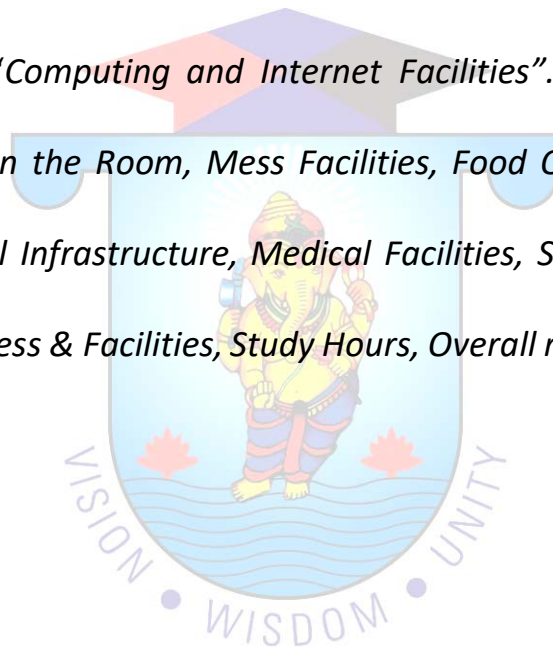 “Computing and Internet Facilities”.
n the Room, Mess Facilities, Food
l Infrastructure, Medical Facilities, S
ess & Facilities, Study Hours, Overall
VISION • WISDOM • UNITY